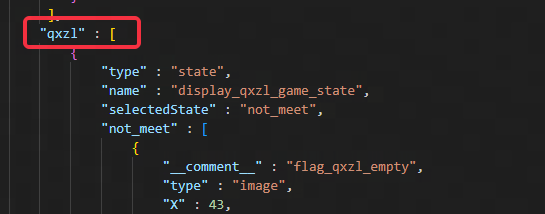 ],
"qxzl" : [
{
"type" : "state",
"name" : "display_qxzl_game_state",
"selectedState" : "not_meet",
"not_meet" : [
{
"__comment__" : "flag_qxzl_empty",
"type" : "image",
"X" : 43,